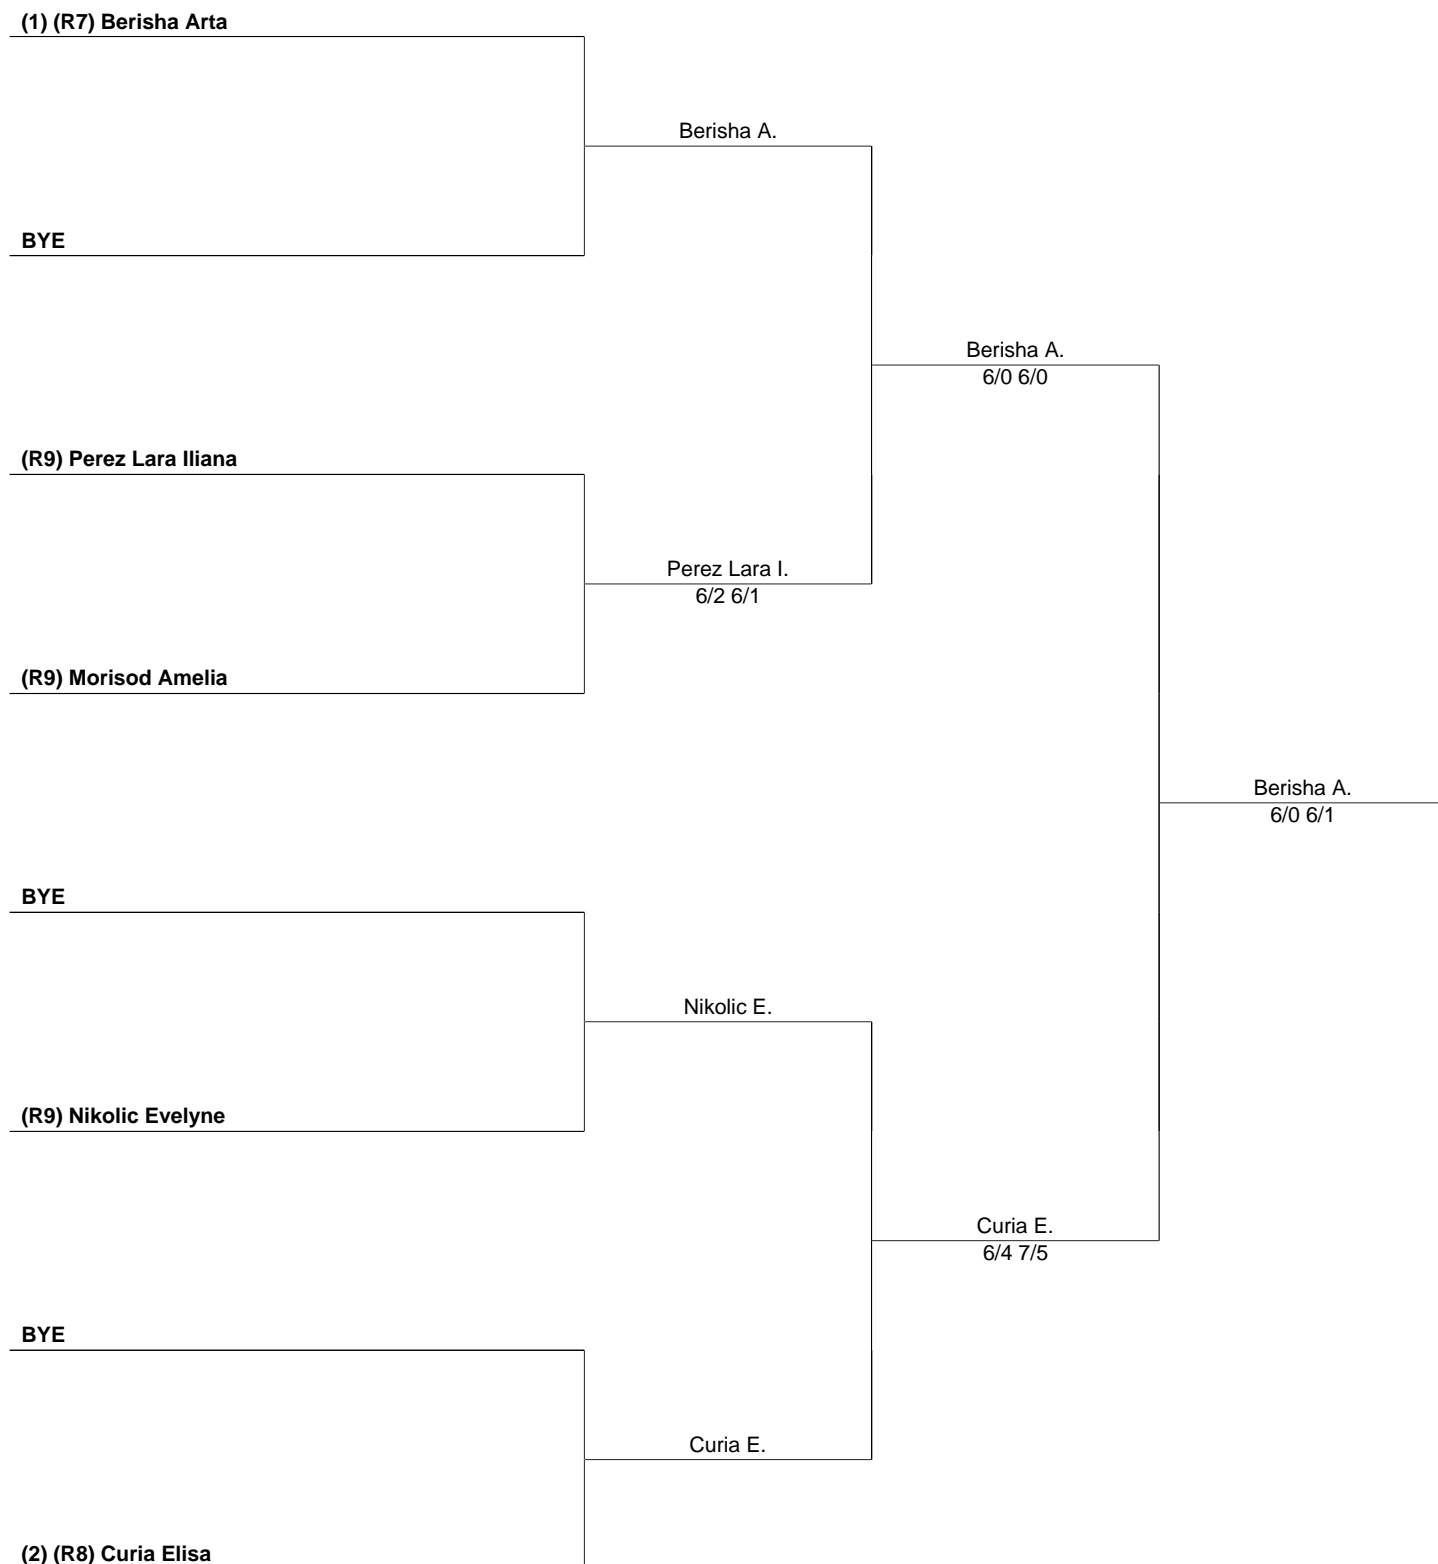 (1) (R7) Berisha Arta
Berisha A.
BYE
Berisha A.
6/0 6/0
(R9) Perez Lara Iliana
Perez Lara I.
6/2 6/1
(R9) Morisod Amelia
Berisha A.
6/0 6/1
BYE
Nikolic E.
(R9) Nikolic Evelyne
Curia E.
6/4 7/5
BYE
Curia E.
(2) (R8) Curia Elisa